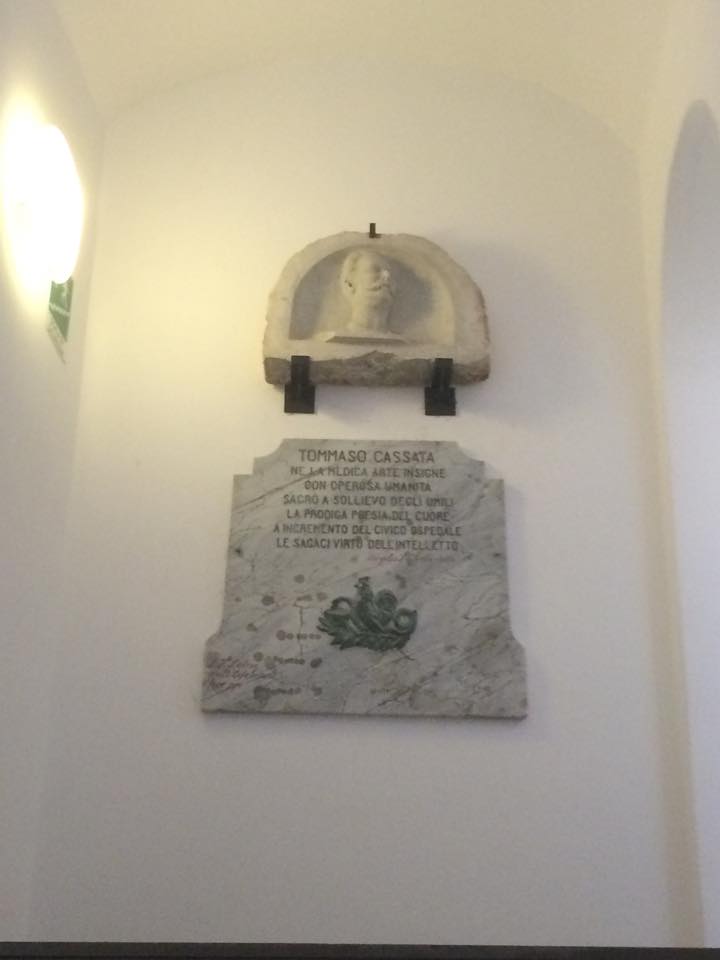 TOMMASO CASSATA
NE LA MEDICA ARTE INSIGNE
CON OPEROSA UMANITA
SACRÒ A SOLLIEVO DEGLI UMILI
LA PRODIGA POESIA DEL CUORE
A INCREMENTO DEL CIVICO OSPEDALE
LE SAGACI VIRTÙ DELL'INTELLETTO